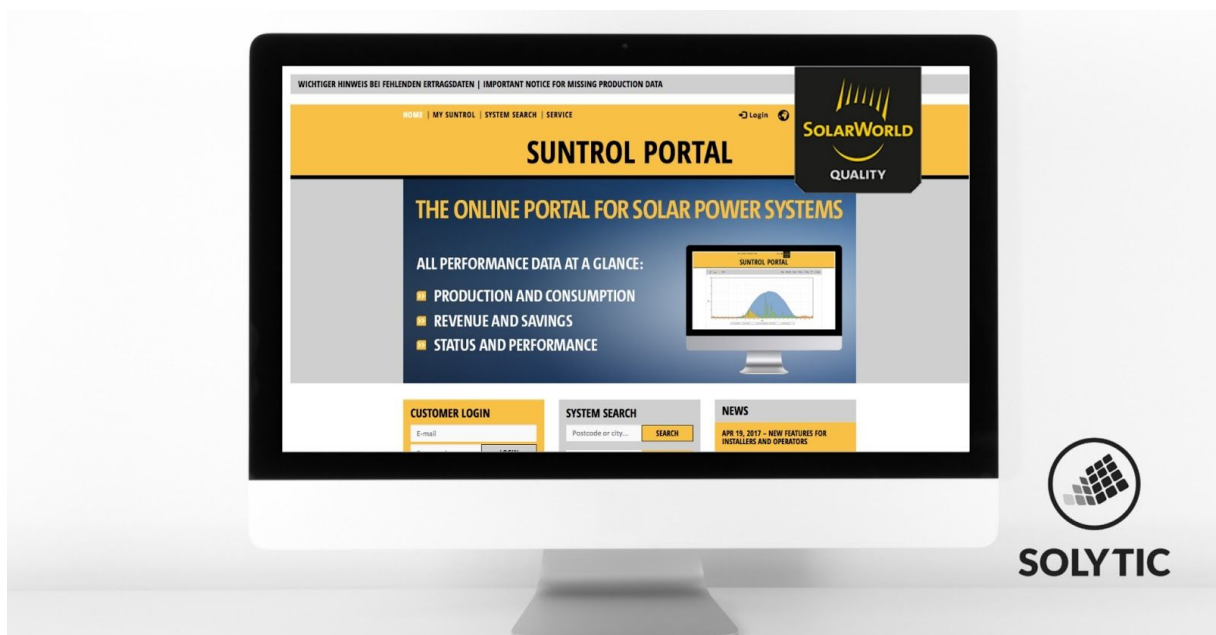 WICHTIGER HINWEIS BEI FEHLENDEN ERTRAGSDATEN | IMPORTANT NOTICE FOR MISSING PRODUCTION DATA
HOME | MY SUNTROL | SYSTEM SEARCH | SERVICE
Login
SOLARWORLD
QUALITY
SUNTROL PORTAL
THE ONLINE PORTAL FOR SOLAR POWER SYSTEMS
ALL PERFORMANCE DATA AT A GLANCE:
PRODUCTION AND CONSUMPTION
REVENUE AND SAVINGS
STATUS AND PERFORMANCE
SUNTROL PORTAL
CUSTOMER LOGIN
E-mail
LOGIN
SYSTEM SEARCH
Postcode or city...
SEARCH
NEWS
APR 19, 2017 – NEW FEATURES FOR
INSTALLERS AND OPERATORS
SOLYTIC